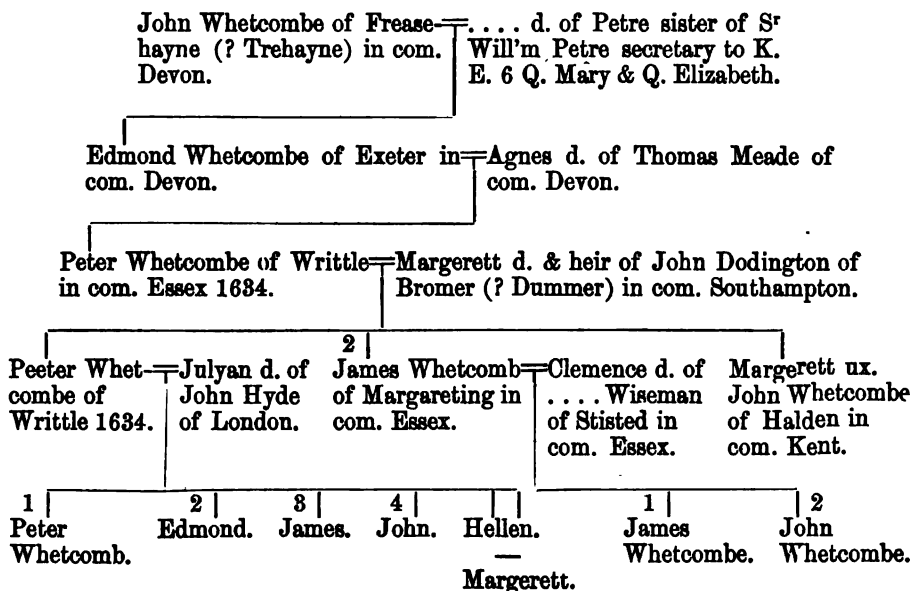 John Whetcombe of Frease-
hayne (? Trehayne) in com.
Devon.
. . . . d. of Petre sister of Sʳ
Will'm Petre secretary to K.
E. 6 Q. Mary & Q. Elizabeth.
Edmond Whetcombe of Exeter in
com. Devon.
Agnes d. of Thomas Meade of
com. Devon.
Peter Whetcombe of Writtle
in com. Essex 1634.
Margerett d. & heir of John Dodington of
Bromer (? Dummer) in com. Southampton.
Peeter Whet-
combe of
Writtle 1634.
Julyan d. of
John Hyde
of London.
2
James Whetcomb
of Margareting in
com. Essex.
Clemence d. of
. . . . Wiseman
of Stisted in
com. Essex.
Margerett ux.
John Whetcombe
of Halden in
com. Kent.
1
Peter
Whetcomb.
2
Edmond.
3
James.
4
John.
Hellen.
—
Margerett.
1
James
Whetcombe.
2
John
Whetcombe.